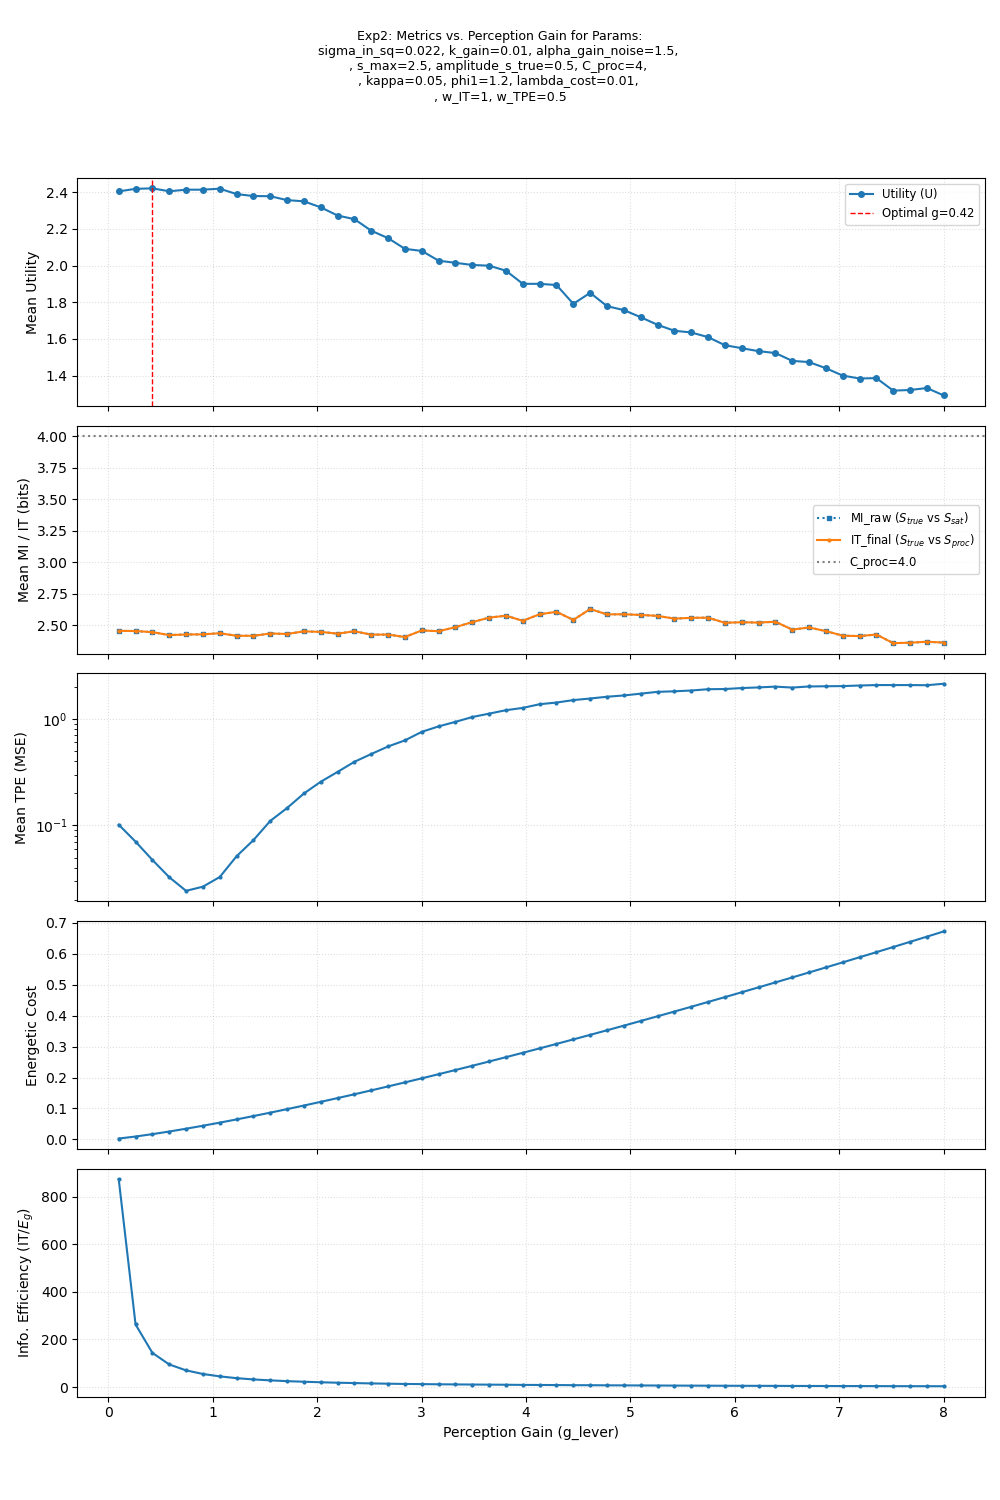 Exp2: Metrics vs. Perception Gain for Params:
sigma_in_sq=0.022, k_gain=0.01, alpha_gain_noise=1.5,
, s_max=2.5, amplitude_s_true=0.5, C_proc=4,
, kappa=0.05, phi1=1.2, lambda_cost=0.01,
, w_IT=1, w_TPE=0.5
Mean Utility
2.4
2.2
2.0
1.8
1.6
1.4
Utility (U)
Optimal g=0.42
Mean MI / IT (bits)
4.00
3.75
3.50
3.25
3.00
2.75
2.50
MI_raw (S_true vs S_sat)
IT_final (S_true vs S_proc)
C_proc=4.0
Mean TPE (MSE)
10^0
10^-1
Energetic Cost
0.7
0.6
0.5
0.4
0.3
0.2
0.1
0.0
Info. Efficiency (IT/E_g)
800
600
400
200
0
0 1 2 3 4 5 6 7 8
Perception Gain (g_lever)